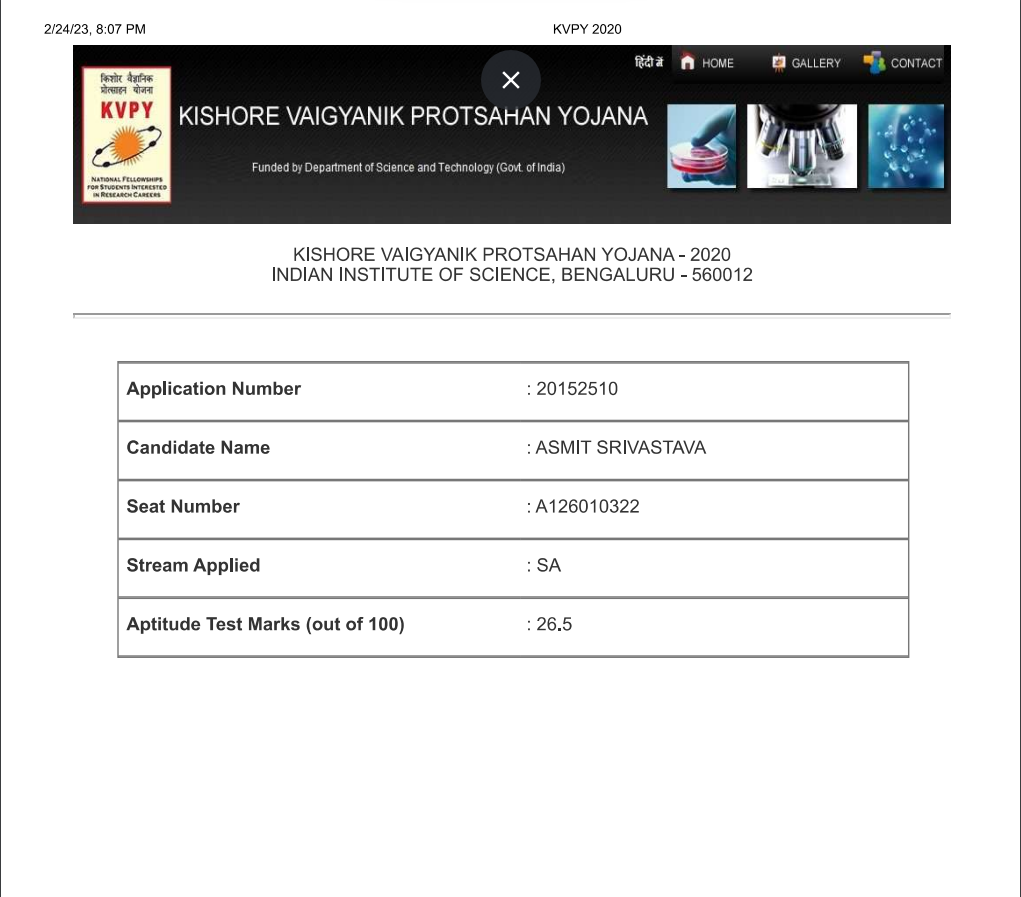 2/24/23, 8:07 PM KVPY 2020
हिंदी में HOME GALLERY CONTACT
किशोर वैज्ञानिक
प्रोत्साहन योजना
KVPY
NATIONAL FELLOWSHIPS
FOR STUDENTS INTERESTED
IN RESEARCH CAREERS
KISHORE VAIGYANIK PROTSAHAN YOJANA
Funded by Department of Science and Technology (Govt. of India)
KISHORE VAIGYANIK PROTSAHAN YOJANA - 2020
INDIAN INSTITUTE OF SCIENCE, BENGALURU - 560012
Application Number : 20152510
Candidate Name : ASMIT SRIVASTAVA
Seat Number : A126010322
Stream Applied : SA
Aptitude Test Marks (out of 100) : 26.5